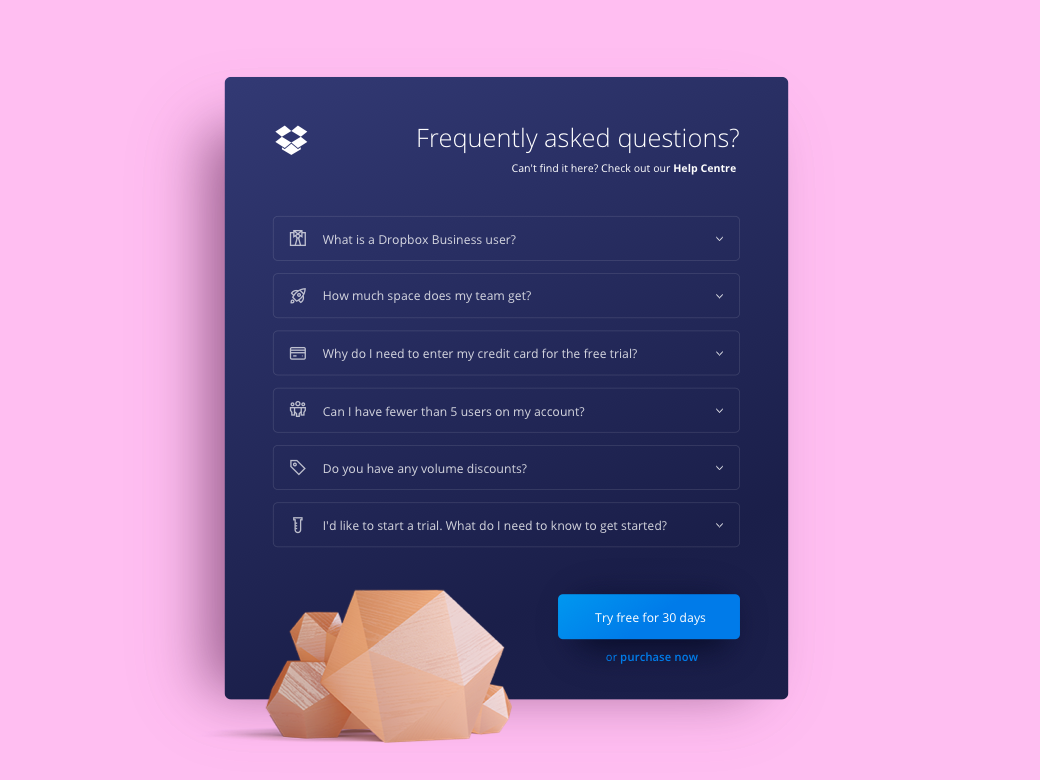 Frequently asked questions?
Can't find it here? Check out our Help Centre
What is a Dropbox Business user?
How much space does my team get?
Why do I need to enter my credit card for the free trial?
Can I have fewer than 5 users on my account?
Do you have any volume discounts?
I'd like to start a trial. What do I need to know to get started?
Try free for 30 days
or purchase now